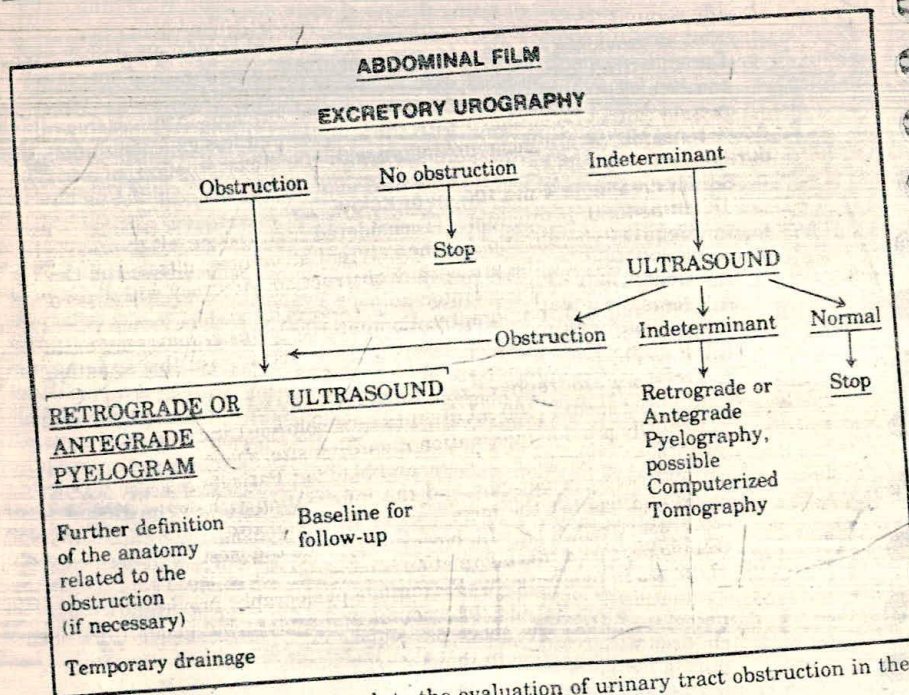 ABDOMINAL FILM
EXCRETORY UROGRAPHY
Obstruction
No obstruction
Indeterminant
Stop
ULTRASOUND
Obstruction
Indeterminant
Normal
RETROGRADE OR
ANTEGRADE
PYELOGRAM
ULTRASOUND
Retrograde or
Antegrade
Pyelography,
possible
Computerized
Tomography
Stop
Further definition
of the anatomy
related to the
obstruction
(if necessary)
Baseline for
follow-up
Temporary drainage
the evaluation of urinary tract obstruction in the